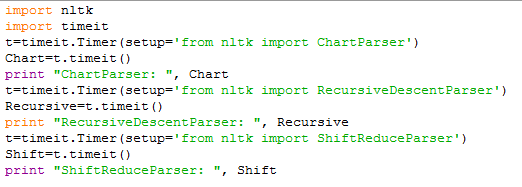 import nltk
import timeit
t=timeit.Timer(setup='from nltk import ChartParser')
Chart=t.timeit()
print "ChartParser: ", Chart
t=timeit.Timer(setup='from nltk import RecursiveDescentParser')
Recursive=t.timeit()
print "RecursiveDescentParser: ", Recursive
t=timeit.Timer(setup='from nltk import ShiftReduceParser')
Shift=t.timeit()
print "ShiftReduceParser: ", Shift